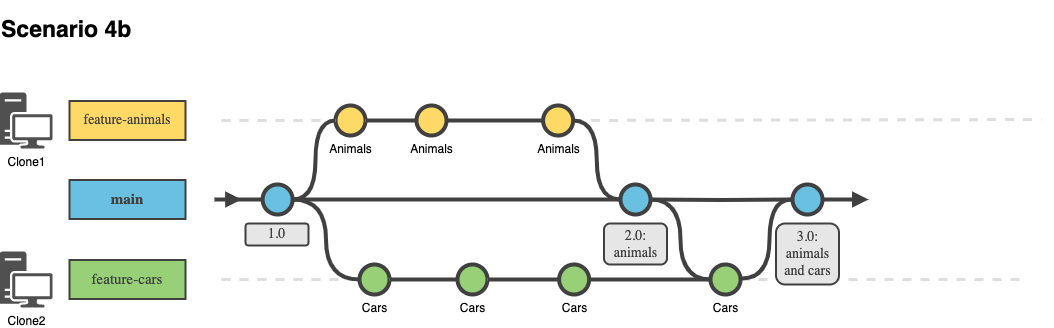 Scenario 4b
feature-animals
Clone1
Animals
Animals
Animals
main
1.0
2.0:
animals
3.0:
animals
and cars
feature-cars
Clone2
Cars
Cars
Cars
Cars